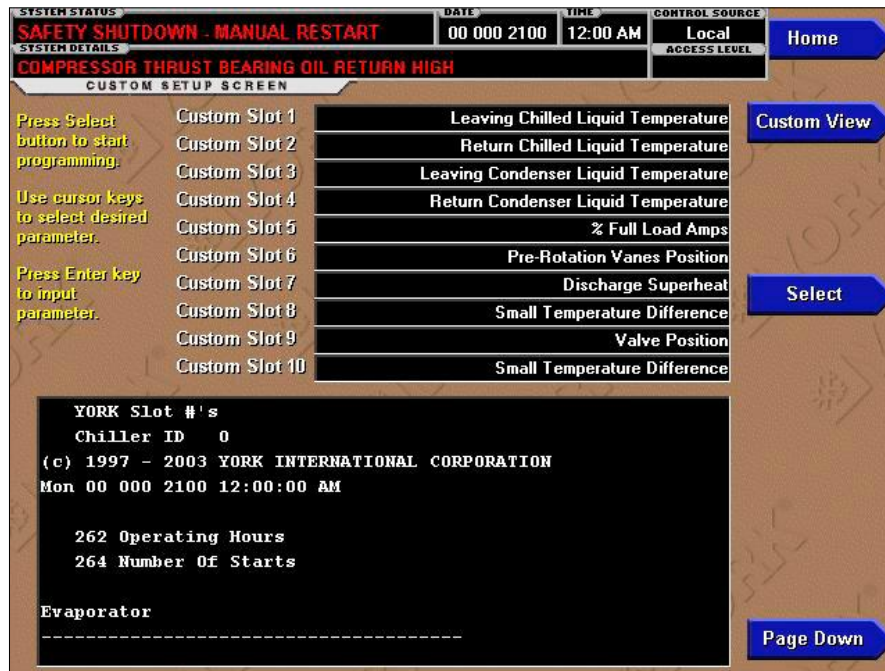 SYSTEM STATUS
SAFETY SHUTDOWN - MANUAL RESTART
DATE
00 000 2100
TIME
12:00 AM
CONTROL SOURCE
Local
Home
SYSTEM DETAILS
COMPRESSOR THRUST BEARING OIL RETURN HIGH
ACCESS LEVEL
CUSTOM SETUP SCREEN
Press Select
button to start
programming.
Use cursor keys
to select desired
parameter.
Press Enter key
to input
parameter.
Custom Slot 1 Leaving Chilled Liquid Temperature
Custom Slot 2 Return Chilled Liquid Temperature
Custom Slot 3 Leaving Condenser Liquid Temperature
Custom Slot 4 Return Condenser Liquid Temperature
Custom Slot 5 % Full Load Amps
Custom Slot 6 Pre-Rotation Vanes Position
Custom Slot 7 Discharge Superheat
Custom Slot 8 Small Temperature Difference
Custom Slot 9 Valve Position
Custom Slot 10 Small Temperature Difference
Custom View
Select
YORK Slot #'s
Chiller ID 0
(c) 1997 - 2003 YORK INTERNATIONAL CORPORATION
Mon 00 000 2100 12:00:00 AM
262 Operating Hours
264 Number Of Starts
Evaporator
------------------------------------------
Page Down
YORK